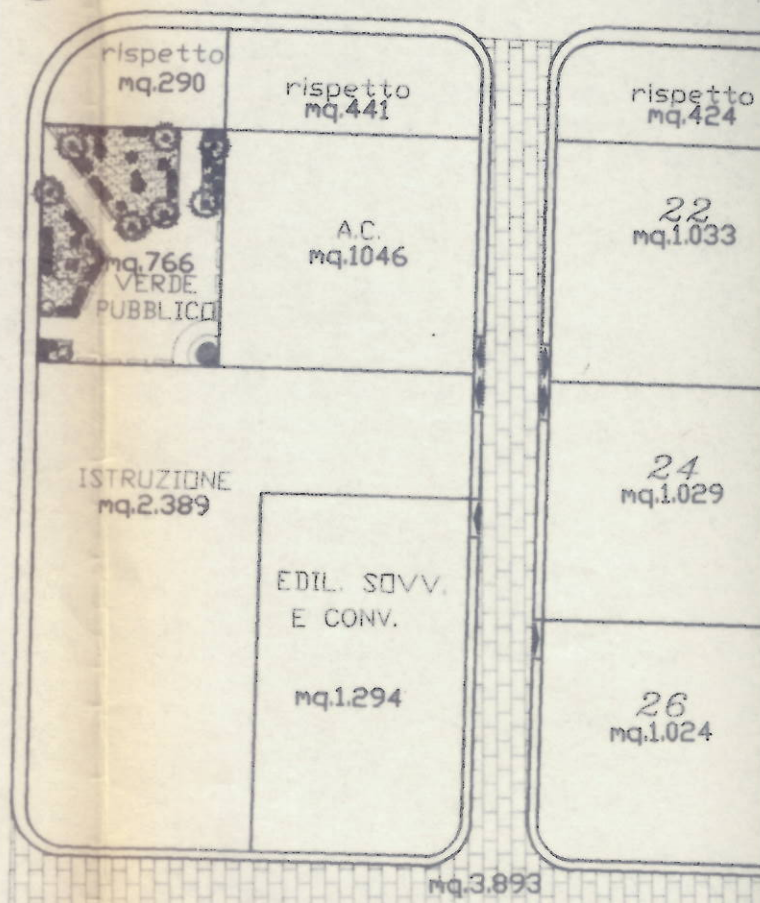 rispetto
mq.290
rispetto
mq.441
rispetto
mq.424
A.C.
mq.1046
22
mq.1.033
mq.766
VERDE
PUBBLICO
ISTRUZIONE
mq.2.389
24
mq.1.029
EDIL. SOVV.
E CONV.
mq.1.294
26
mq.1.024
mq.3.893